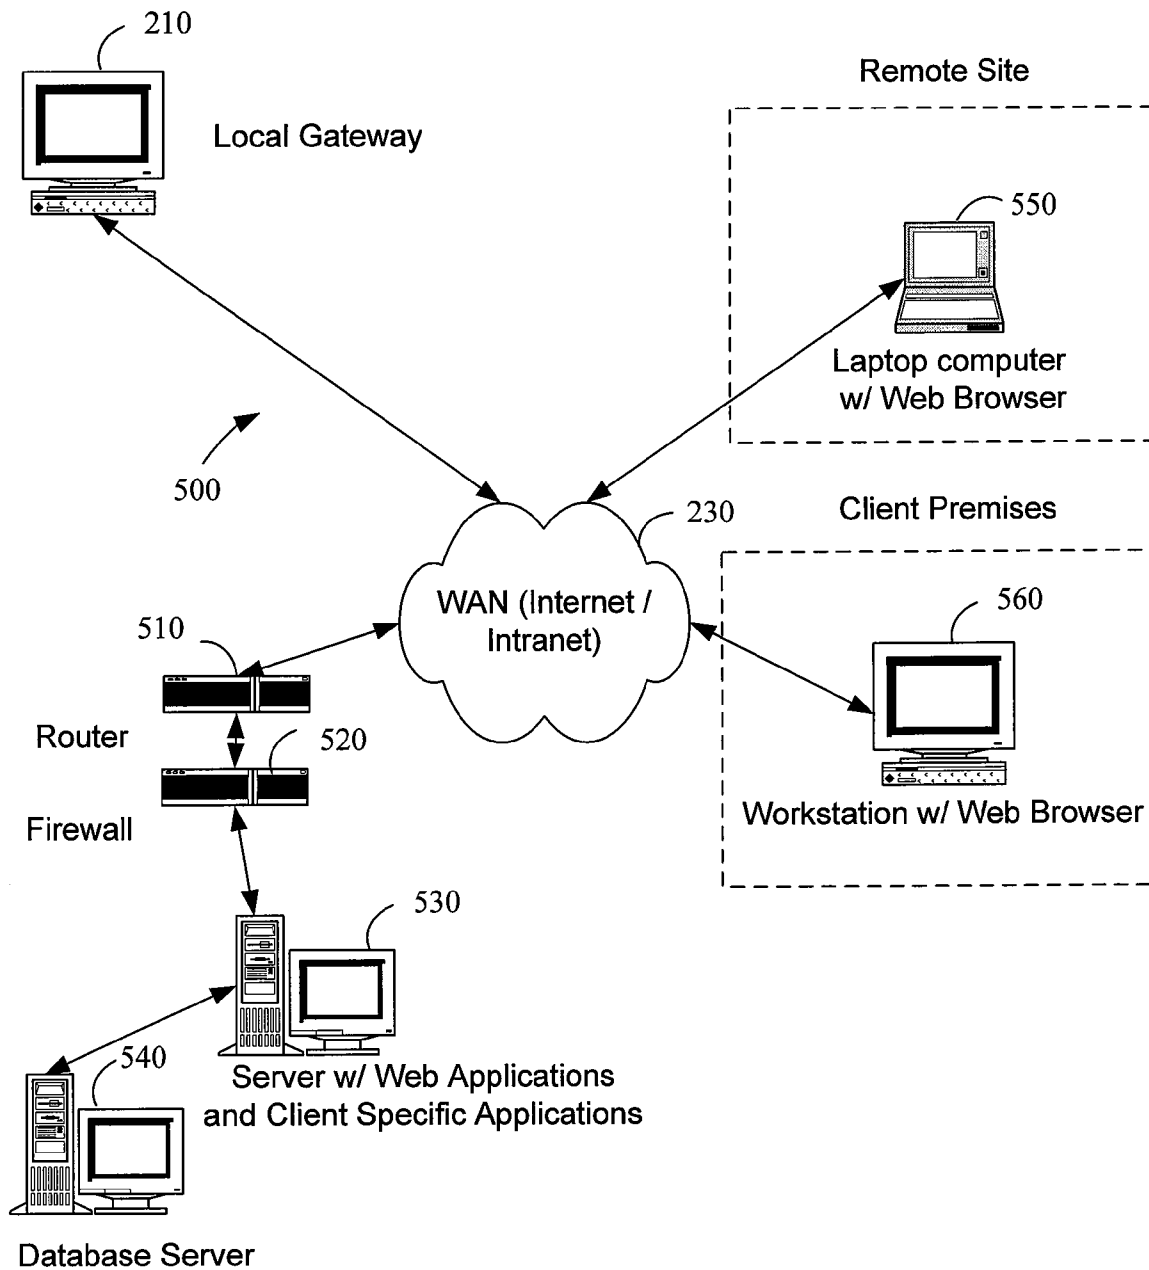 210
Remote Site
Local Gateway
550
Laptop computer
w/ Web Browser
500
230
Client Premises
WAN (Internet /
Intranet)
560
510
Router
520
Firewall
Workstation w/ Web Browser
530
540
Server w/ Web Applications
and Client Specific Applications
Database Server